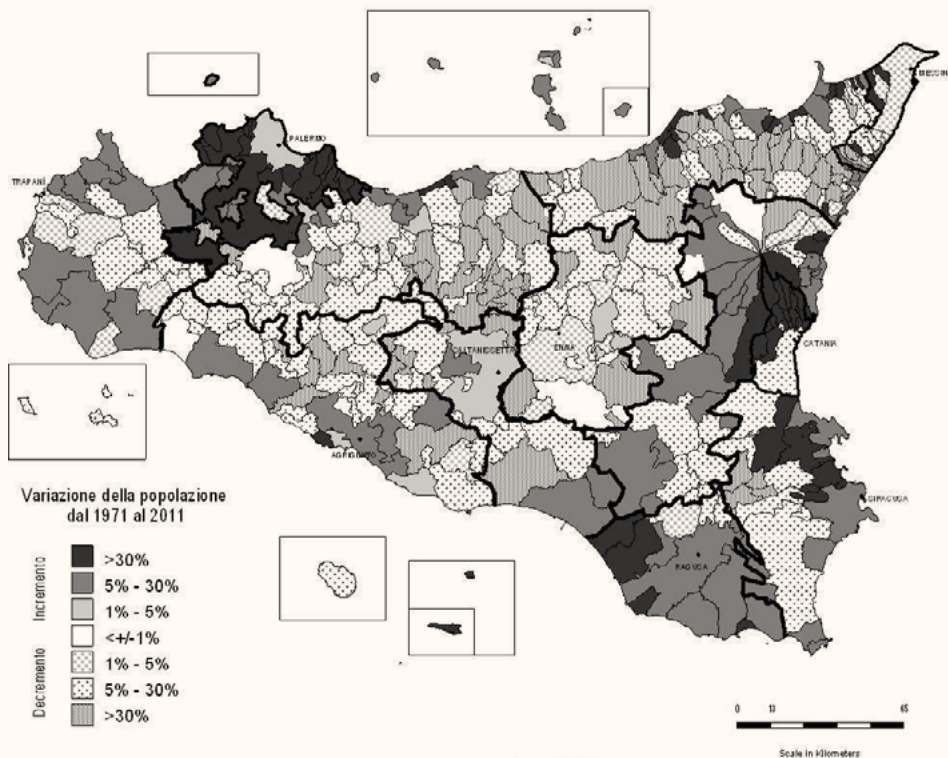 MESSINA
PALERMO
TRAPANI
CALTANISSETTA
ENNA
CATANIA
AGRIGENTO
SIRACUSA
RAGUSA
Variazione della popolazione
dal 1971 al 2011
Incremento
>30%
5% - 30%
1% - 5%
<+/-1%
Decremento
1% - 5%
5% - 30%
>30%
0 13 65
Scale in Kilometers